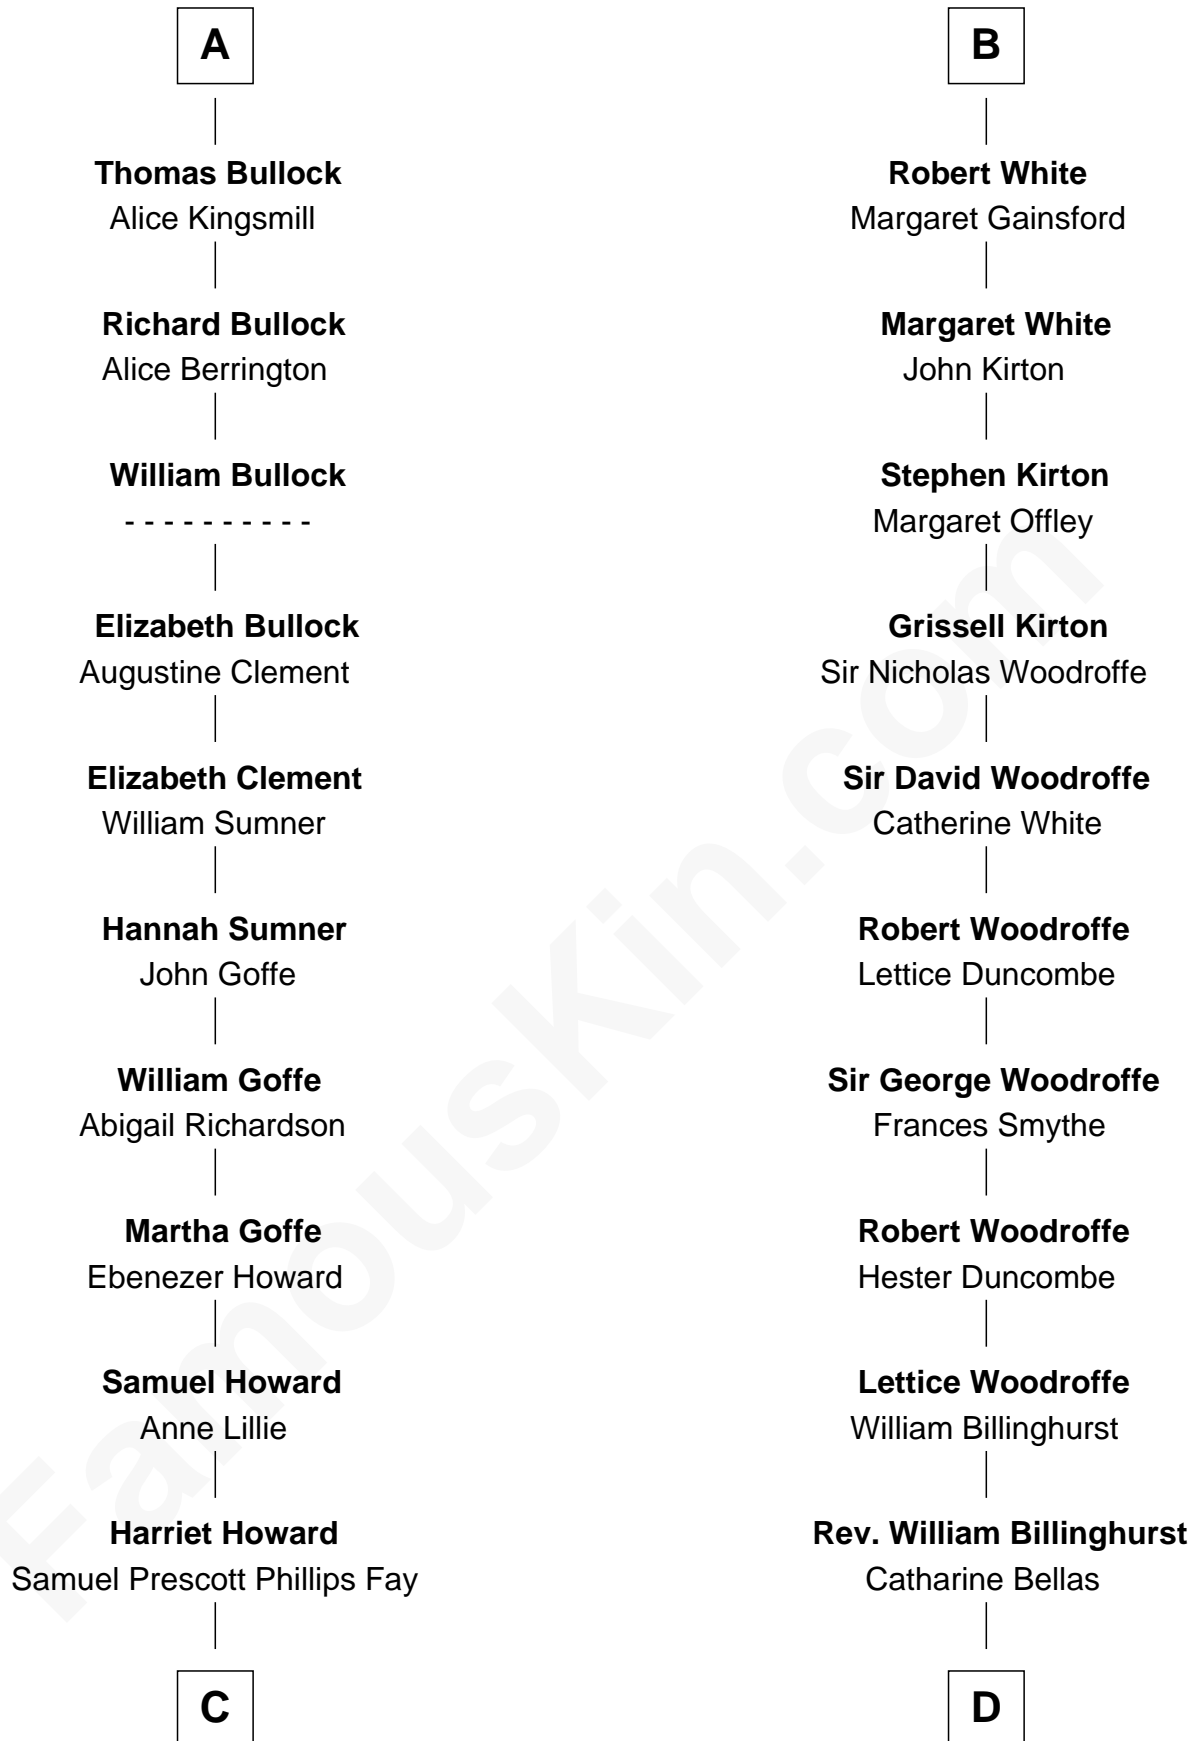 A
Thomas Bullock
Alice Kingsmill
Richard Bullock
Alice Berrington
William Bullock
- - - - - - - - - -
Elizabeth Bullock
Augustine Clement
Elizabeth Clement
William Sumner
Hannah Sumner
John Goffe
William Goffe
Abigail Richardson
Martha Goffe
Ebenezer Howard
Samuel Howard
Anne Lillie
Harriet Howard
Samuel Prescott Phillips Fay
C
B
Robert White
Margaret Gainsford
Margaret White
John Kirton
Stephen Kirton
Margaret Offley
Grissell Kirton
Sir Nicholas Woodroffe
Sir David Woodroffe
Catherine White
Robert Woodroffe
Lettice Duncombe
Sir George Woodroffe
Frances Smythe
Robert Woodroffe
Hester Duncombe
Lettice Woodroffe
William Billinghurst
Rev. William Billinghurst
Catharine Bellas
D
FamousKin.com